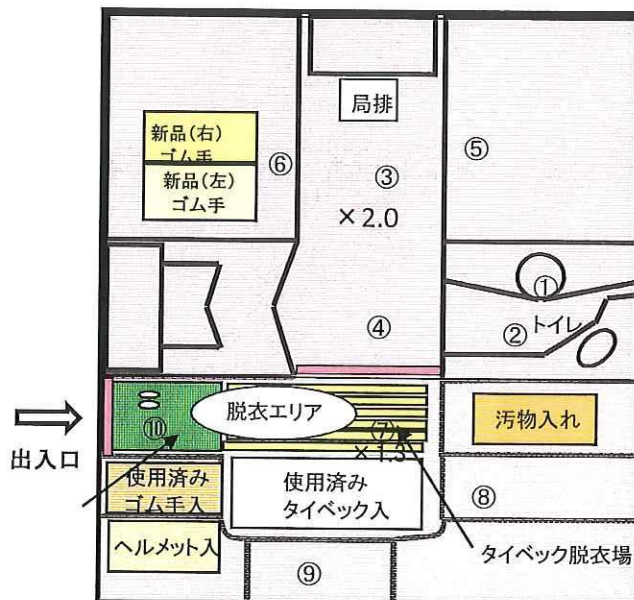 局排
新品(右)
ゴム手
新品(左)
ゴム手
⑥
③
×2.0
⑤
①
④
②
トイレ
⑩
脱衣エリア
⑦
×1.3
汚物入れ
出入口
使用済み
ゴム手入
使用済み
タイベック入
⑧
ヘルメット入
⑨
タイベック脱衣場